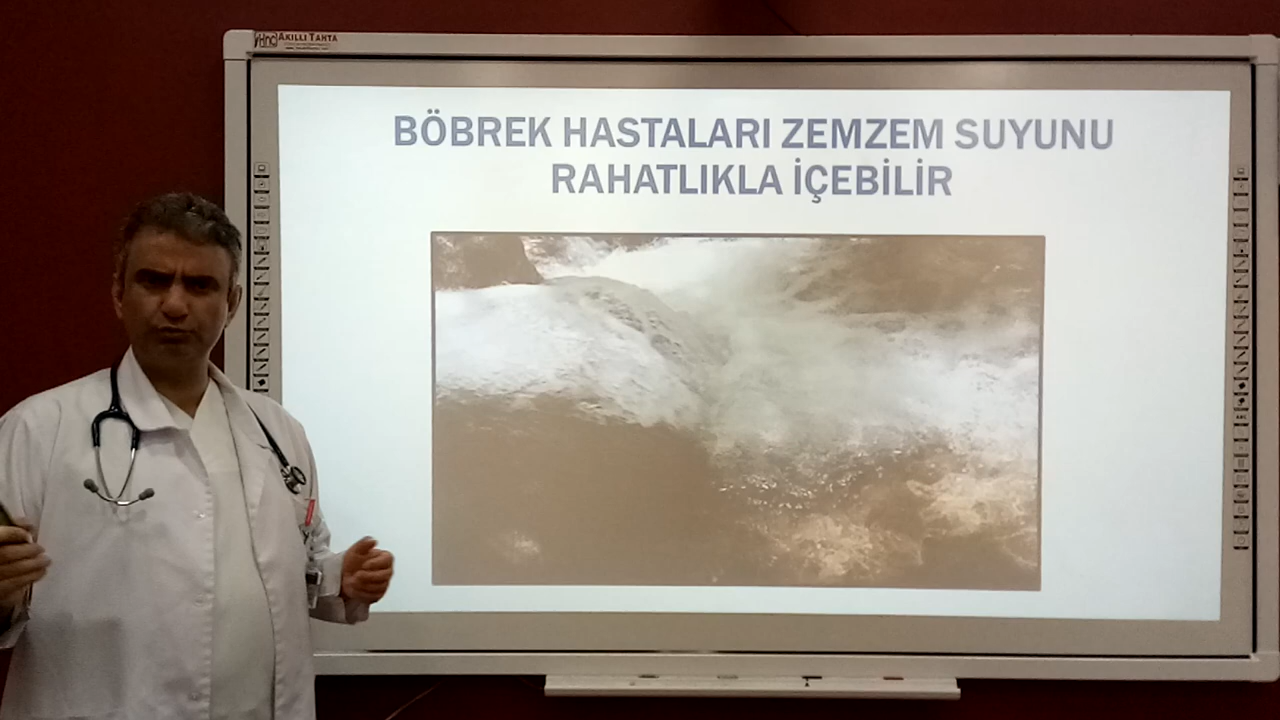 AKILLI TAHTA
BÖBREK HASTALARI ZEMZEM SUYUNU
RAHATLIKLA İÇEBİLİR